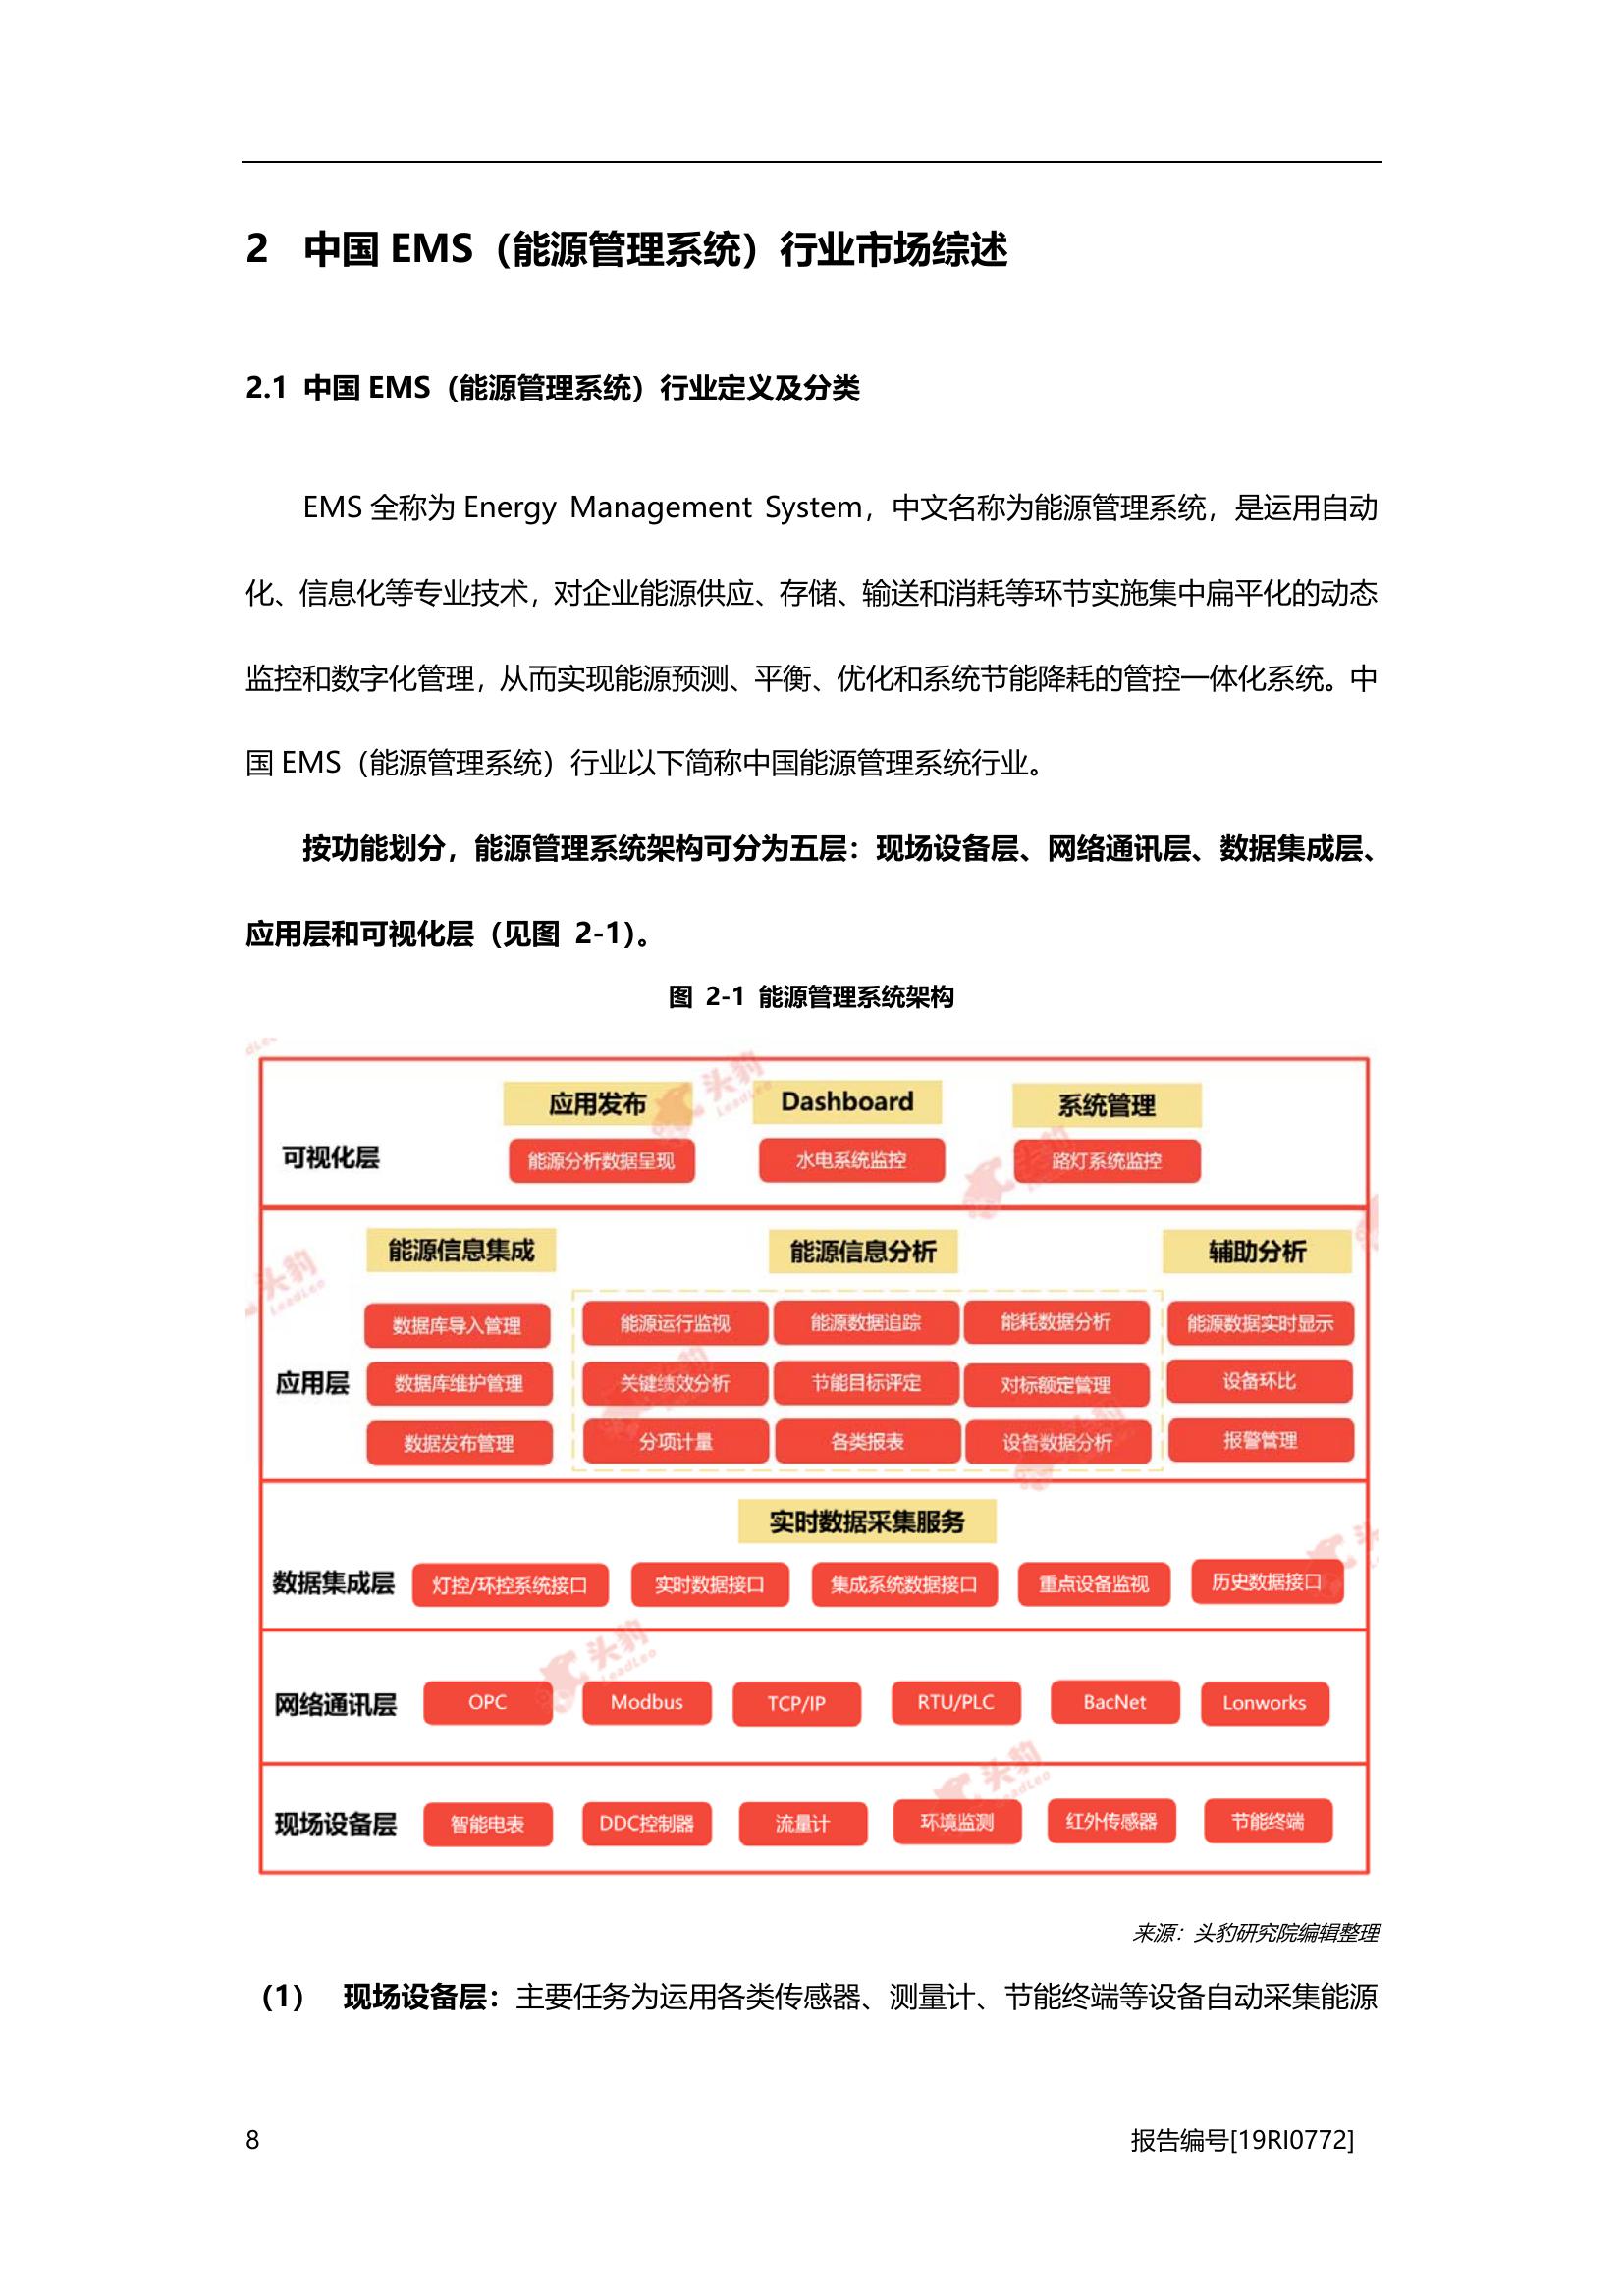 2 中国 EMS（能源管理系统）行业市场综述
2.1 中国 EMS（能源管理系统）行业定义及分类
EMS 全称为 Energy Management System，中文名称为能源管理系统，是运用自动
化、信息化等专业技术，对企业能源供应、存储、输送和消耗等环节实施集中扁平化的动态
监控和数字化管理，从而实现能源预测、平衡、优化和系统节能降耗的管控一体化系统。中
国 EMS（能源管理系统）行业以下简称中国能源管理系统行业。
按功能划分，能源管理系统架构可分为五层：现场设备层、网络通讯层、数据集成层、
应用层和可视化层（见图 2-1）。
图 2-1 能源管理系统架构
应用发布 Dashboard 系统管理
可视化层 能源分析数据呈现 水电系统监控 路灯系统监控
能源信息集成 能源信息分析 辅助分析
数据库导入管理 能源运行监视 能源数据追踪 能耗数据分析 能源数据实时显示
应用层 数据库维护管理 关键绩效分析 节能目标评定 对标额定管理 设备环比
数据发布管理 分项计量 各类报表 设备数据分析 报警管理
实时数据采集服务
数据集成层 灯控/环控系统接口 实时数据接口 集成系统数据接口 重点设备监视 历史数据接口
网络通讯层 OPC Modbus TCP/IP RTU/PLC BacNet Lonworks
现场设备层 智能电表 DDC控制器 流量计 环境监测 红外传感器 节能终端
来源：头豹研究院编辑整理
（1） 现场设备层：主要任务为运用各类传感器、测量计、节能终端等设备自动采集能源
8 报告编号[19RI0772]